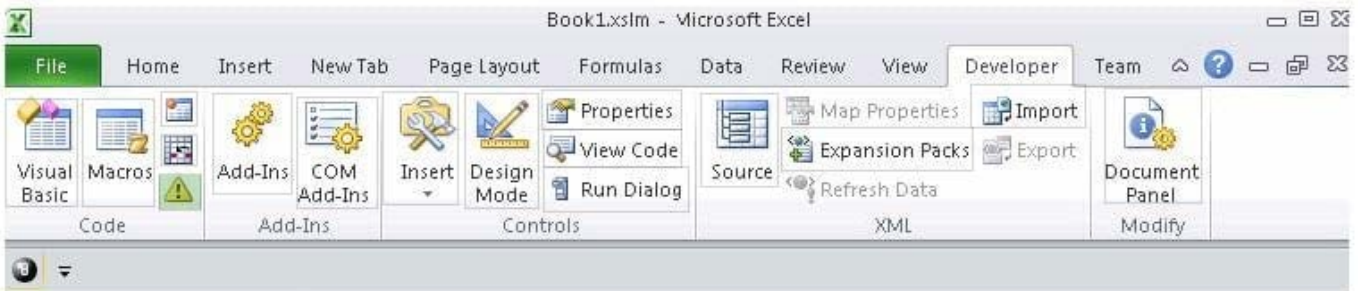 Book1.xslm - Microsoft Excel
File Home Insert New Tab Page Layout Formulas Data Review View Developer Team
Visual Basic Macros Add-Ins COM Add-Ins Insert Design Mode Properties View Code Run Dialog Source Map Properties Expansion Packs Refresh Data Import Export Document Panel
Code Add-Ins Controls XML Modify